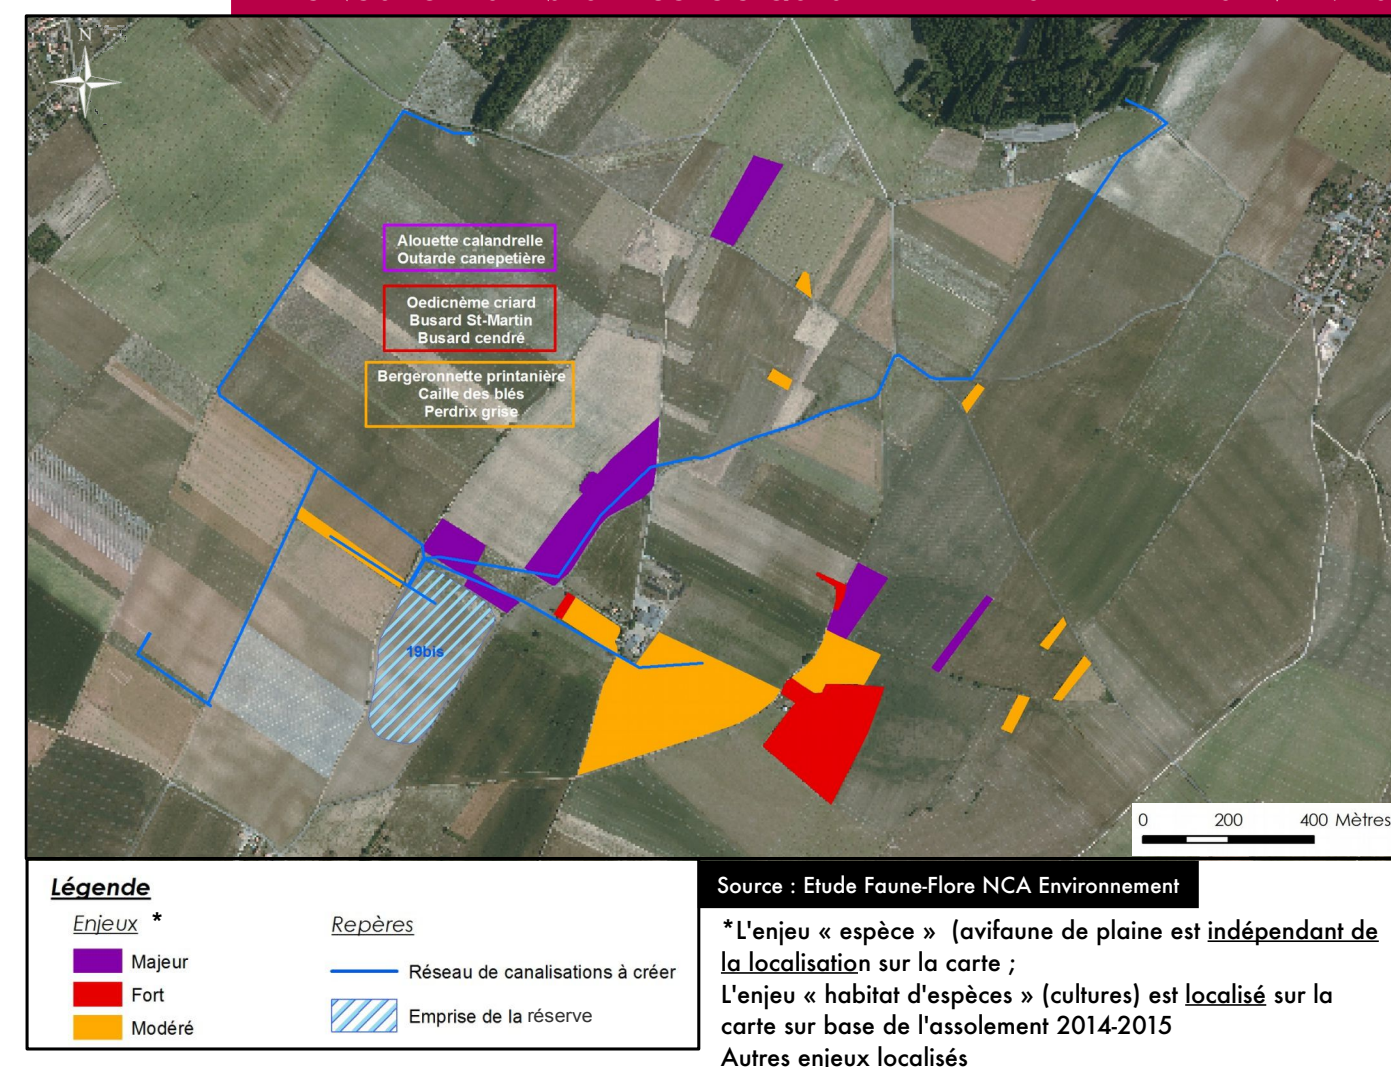 N
Alouette calandrelle
Outarde canepetière
Oedicnème criard
Busard St-Martin
Busard cendré
Bergeronnette printanière
Caille des blés
Perdrix grise
19bis
0 200 400 Mètres
Légende
Enjeux *
Majeur
Fort
Modéré
Repères
Réseau de canalisations à créer
Emprise de la réserve
Source : Etude Faune-Flore NCA Environnement
*L'enjeu « espèce » (avifaune de plaine est indépendant de
la localisation sur la carte ;
L'enjeu « habitat d'espèces » (cultures) est localisé sur la
carte sur base de l'assolement 2014-2015
Autres enjeux localisés